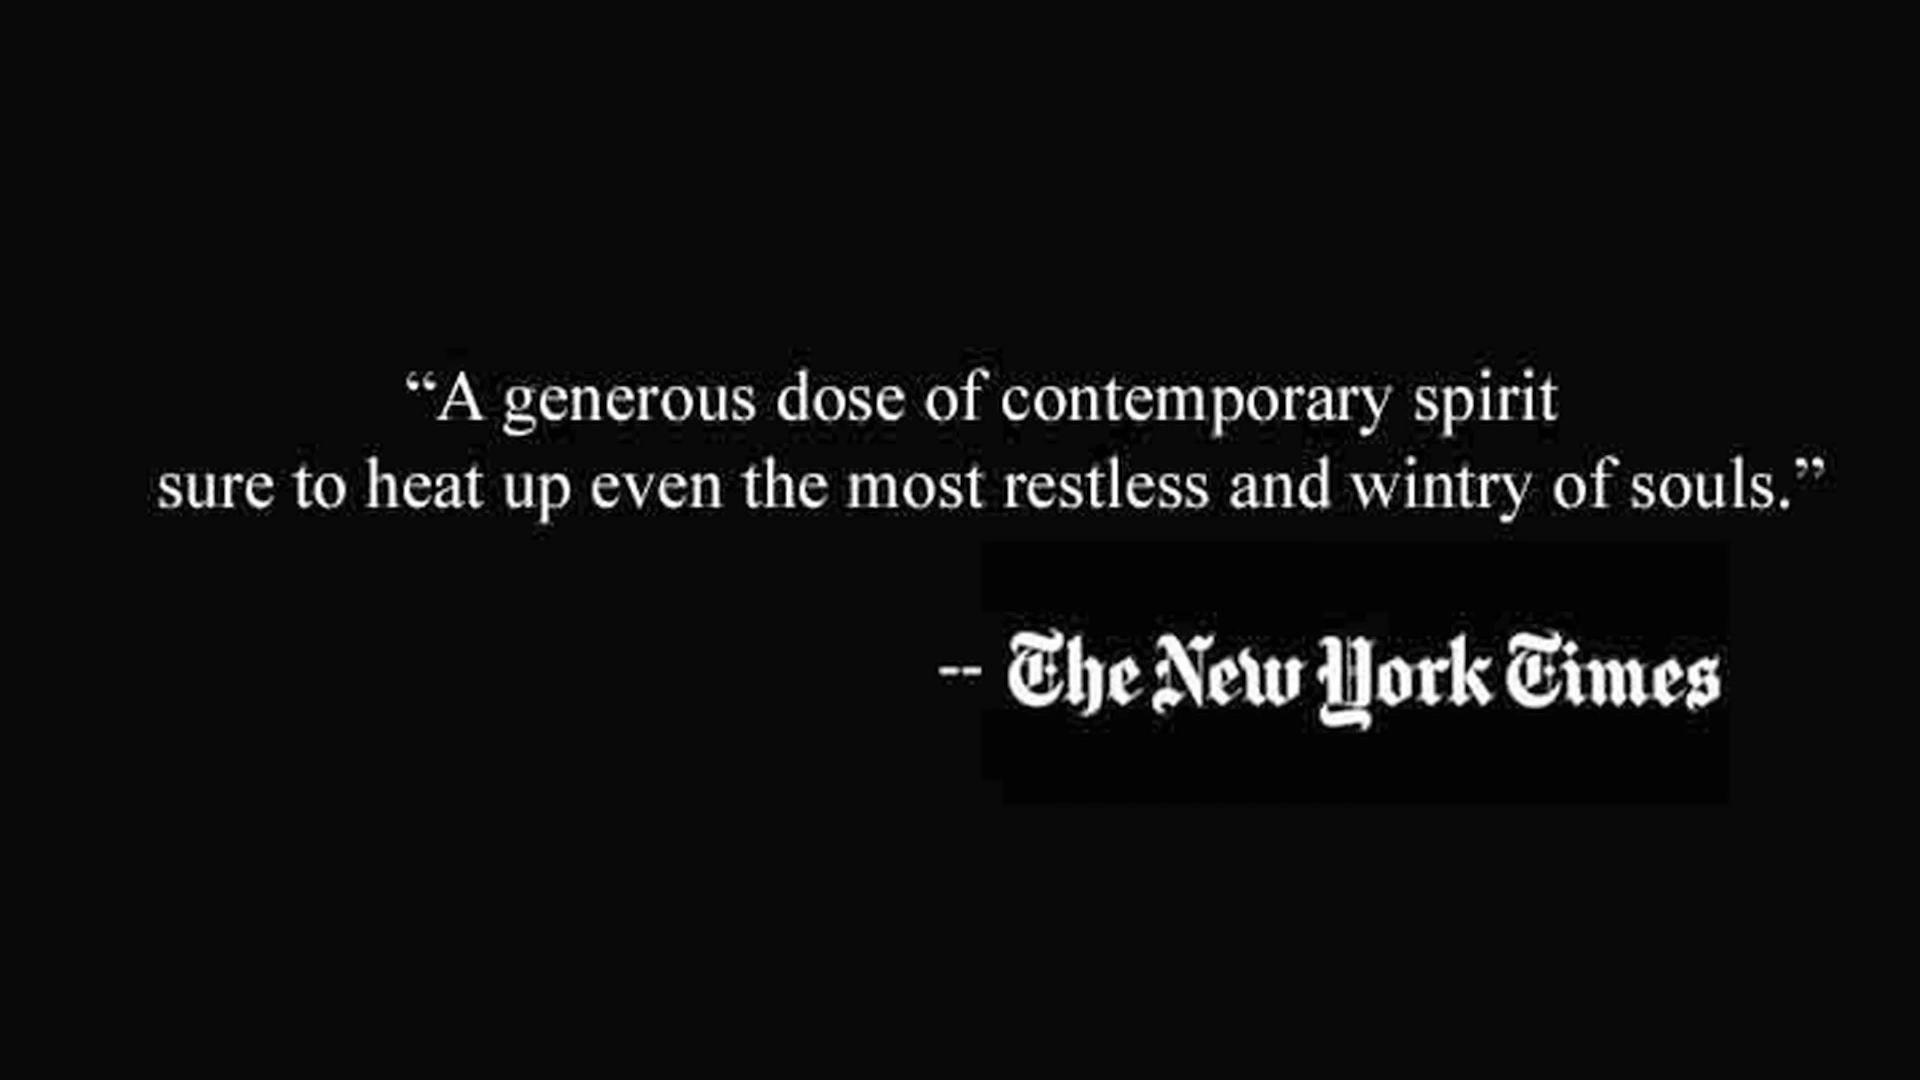 “A generous dose of contemporary spirit
sure to heat up even the most restless and wintry of souls.”
-- The New York Times